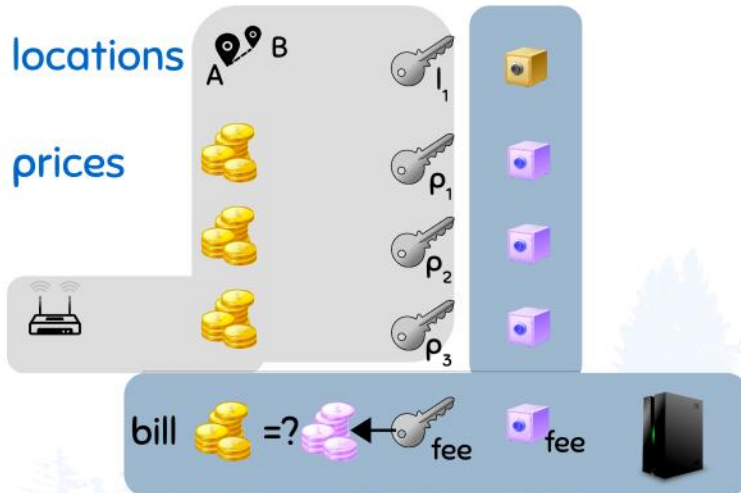 locations
A B
l₁
prices
ρ₁
ρ₂
ρ₃
bill =? fee fee